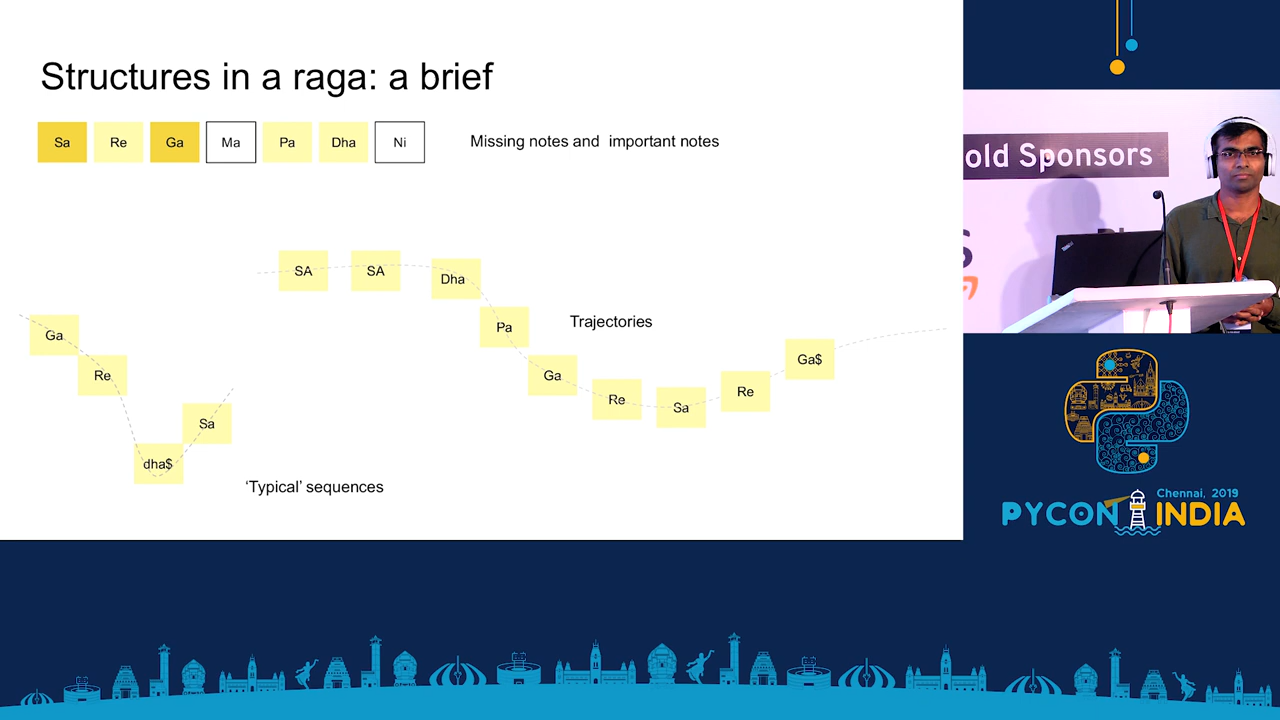 Structures in a raga: a brief
Sa Re Ga Ma Pa Dha Ni
Missing notes and important notes
SA SA Dha
Pa
Ga
Re
Sa
Re
Ga$
Trajectories
Ga
Re
dha$
Sa
‘Typical’ sequences
old Sponsors
S
Chennai, 2019
PYCON INDIA